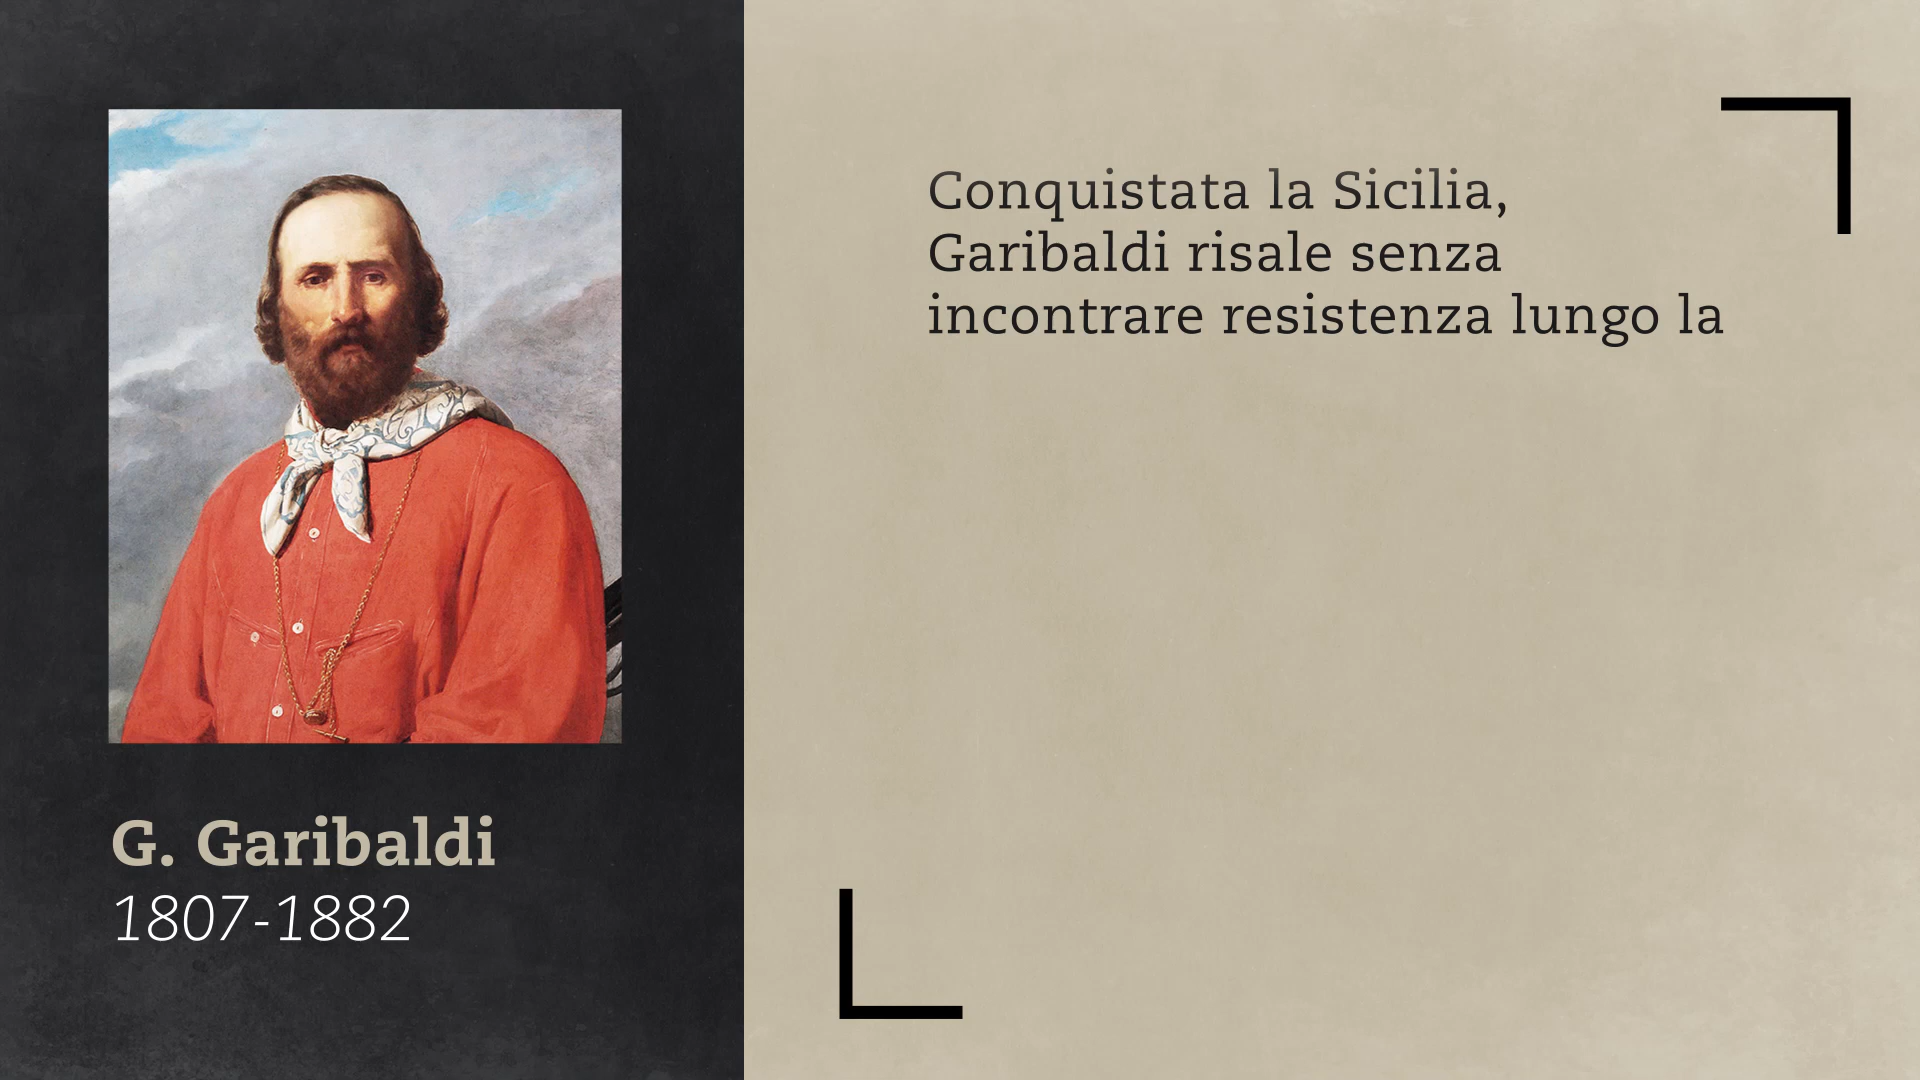 G. Garibaldi
1807-1882
Conquistata la Sicilia,
Garibaldi risale senza
incontrare resistenza lungo la